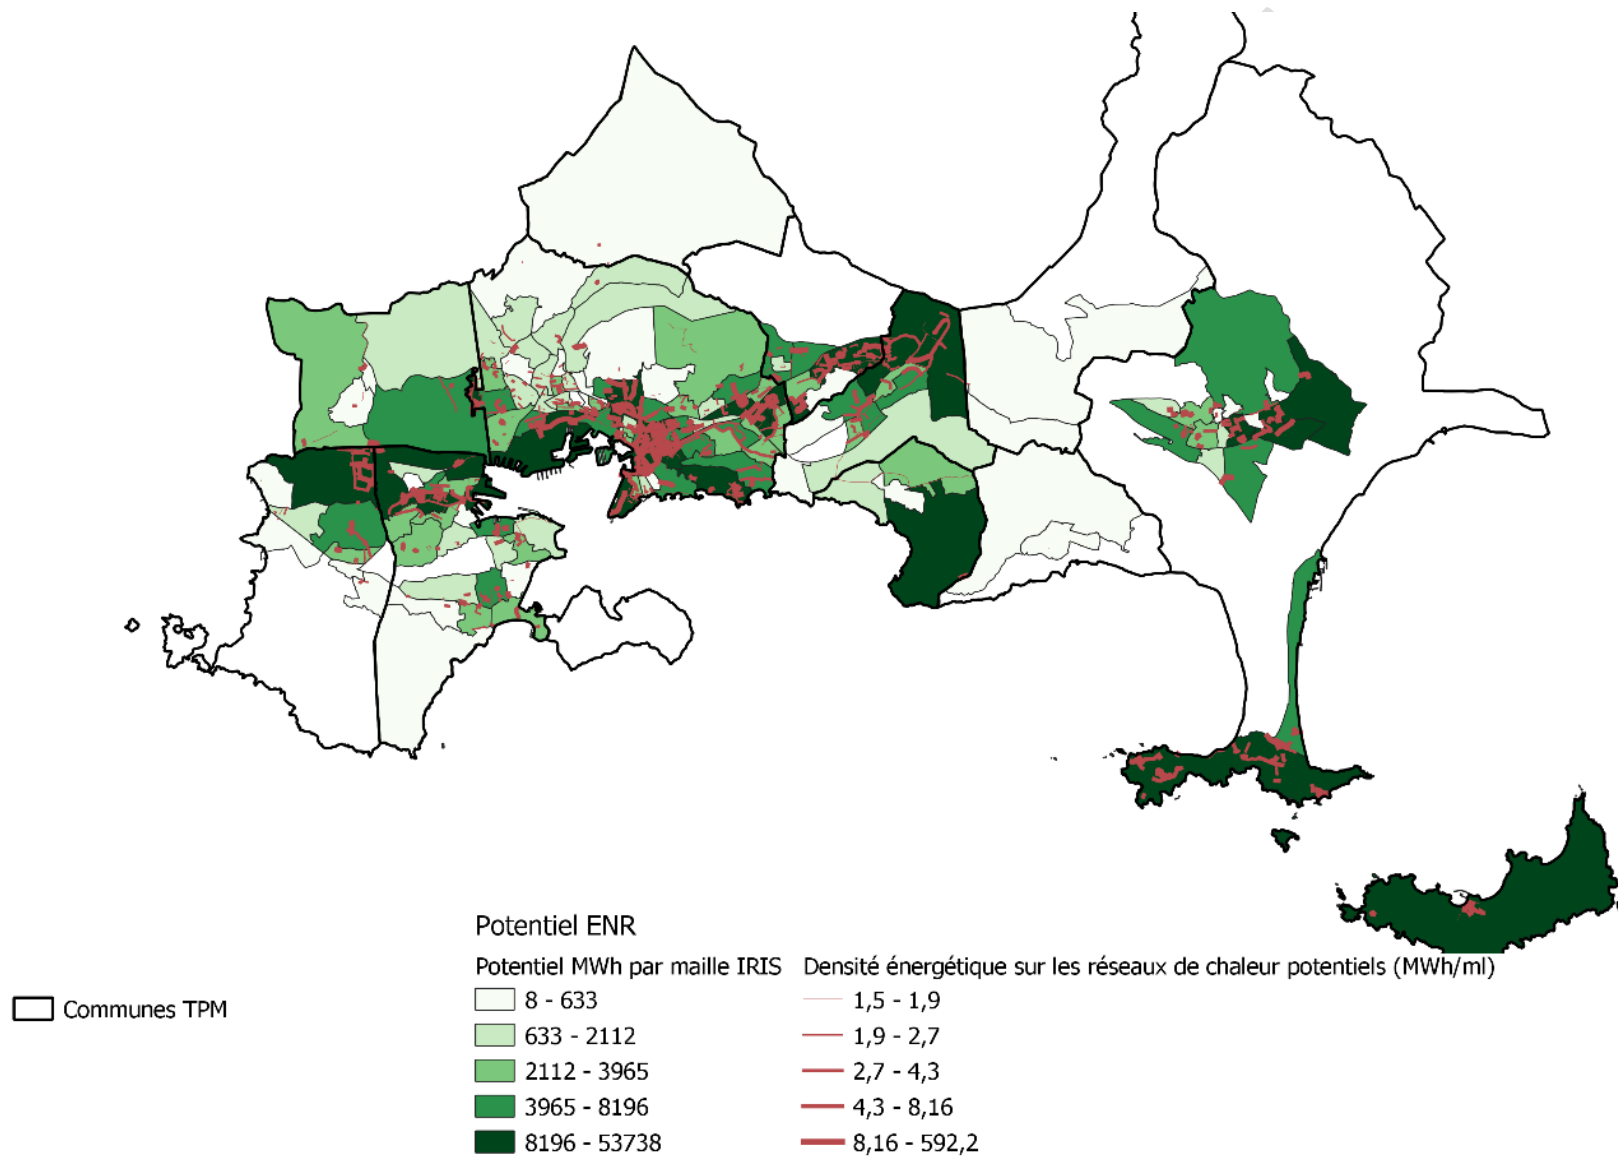 Potentiel ENR
Potentiel MWh par maille IRIS
8 - 633
633 - 2112
2112 - 3965
3965 - 8196
8196 - 53738
Densité énergétique sur les réseaux de chaleur potentiels (MWh/ml)
1,5 - 1,9
1,9 - 2,7
2,7 - 4,3
4,3 - 8,16
8,16 - 592,2
Communes TPM